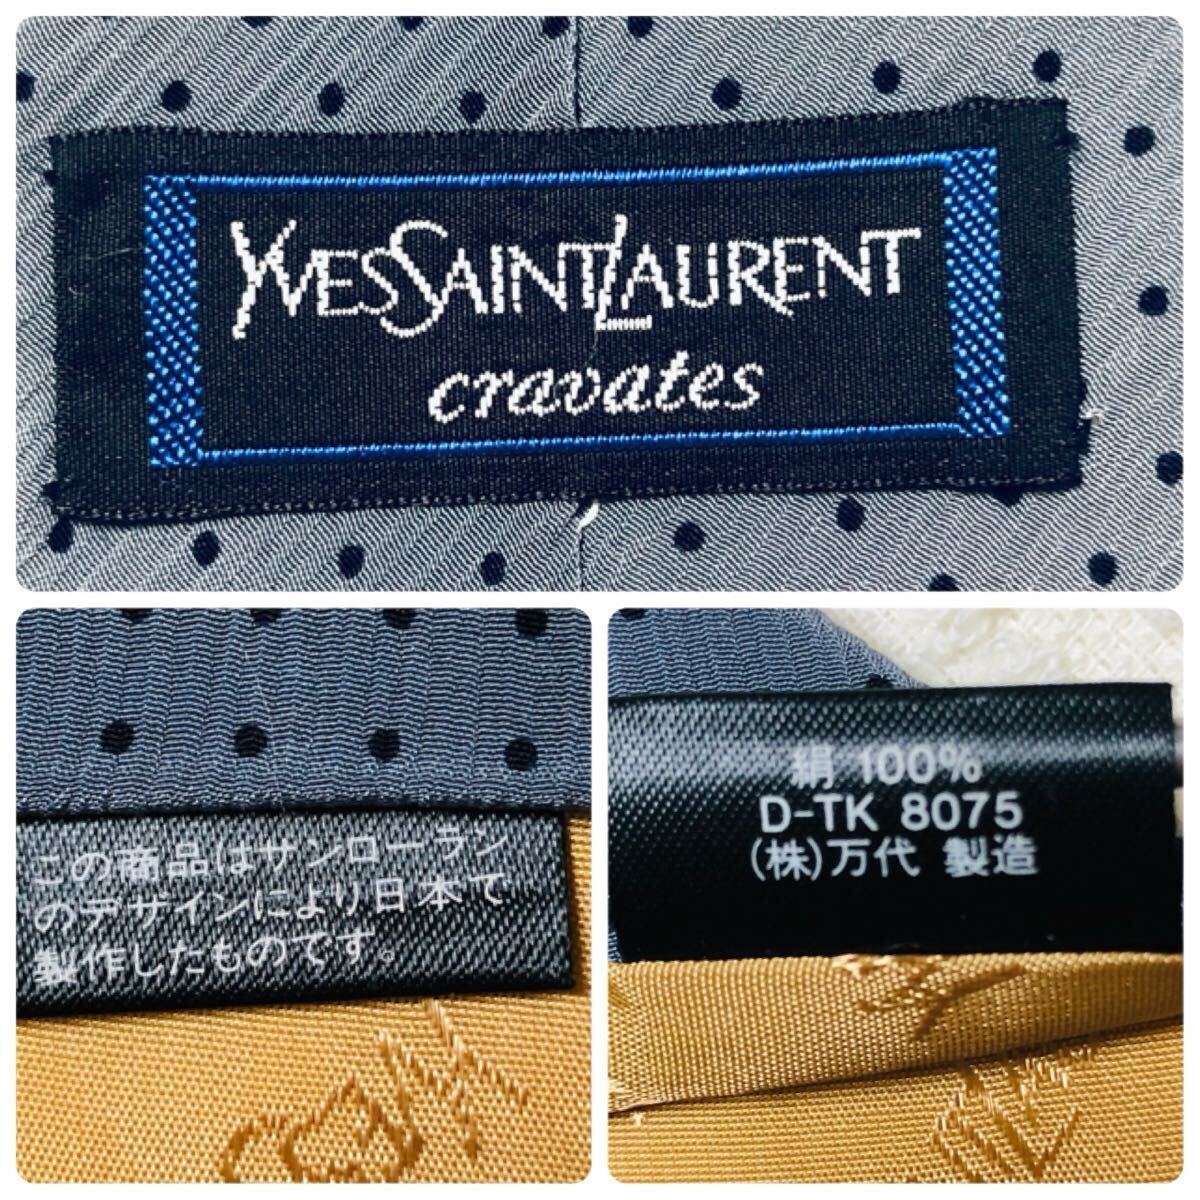 YVESSAINTLAURENT
cravates
この商品はサンローラン
のデザインにより日本で
製作したものです。
絹 100%
D-TK 8075
(株)万代 製造